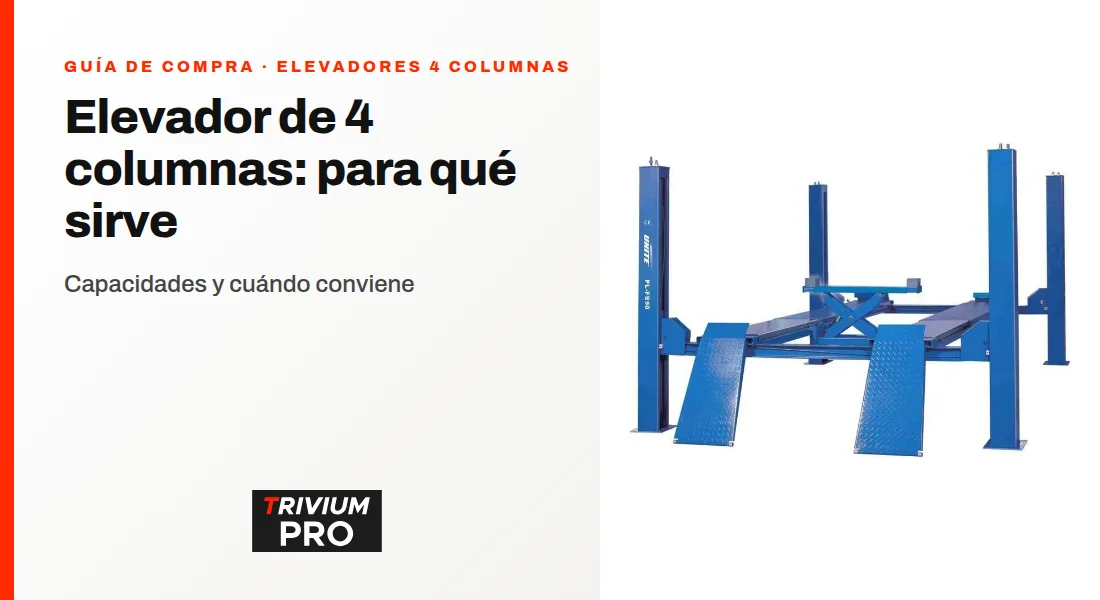 GUÍA DE COMPRA · ELEVADORES 4 COLUMNAS
Elevador de 4
columnas: para qué
sirve
Capacidades y cuándo conviene
TRIVIUM
PRO
CE
UNITE